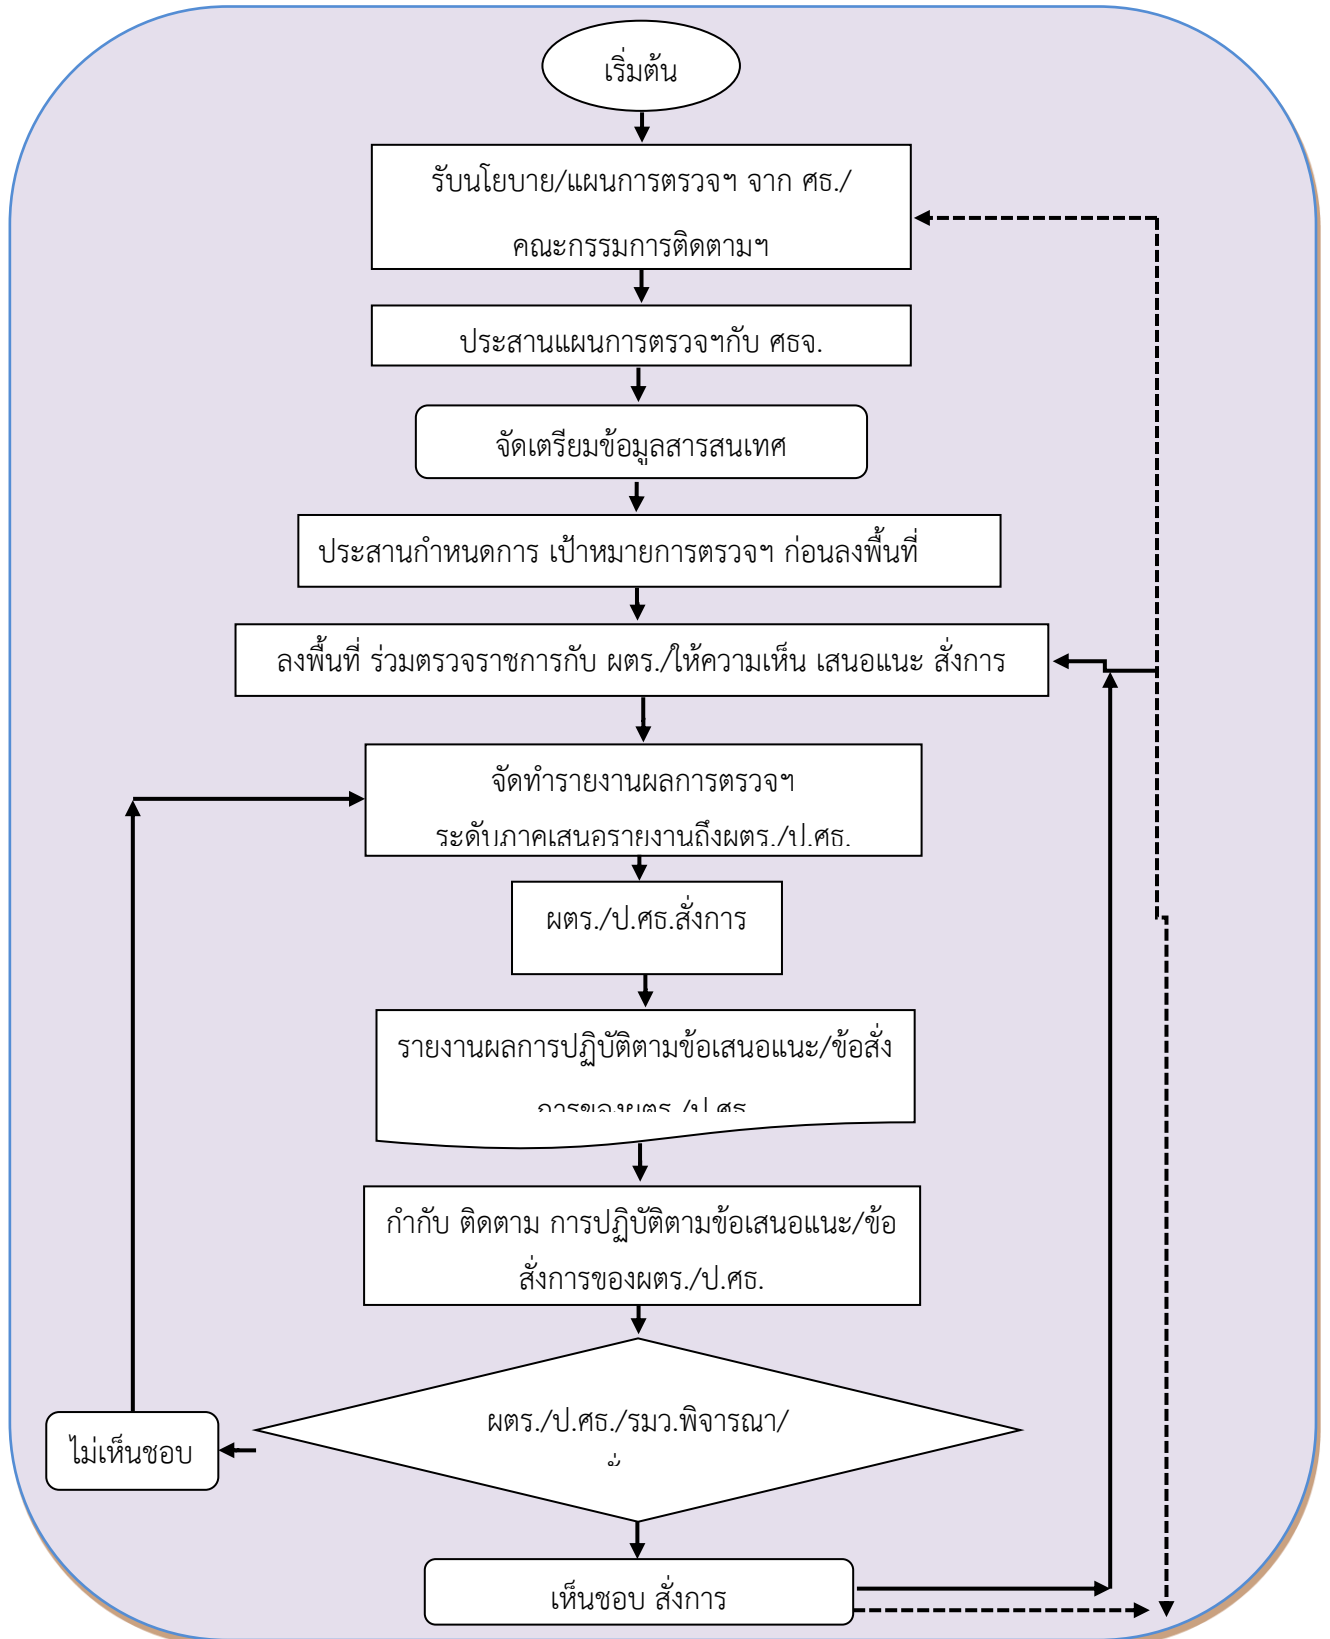 เริ่มต้น
รับนโยบาย/แผนการตรวจฯ จาก ศธ./
คณะกรรมการติดตามฯ
ประสานแผนการตรวจฯกับ ศธจ.
จัดเตรียมข้อมูลสารสนเทศ
ประสานกำหนดการ เป้าหมายการตรวจฯ ก่อนลงพื้นที่
ลงพื้นที่ ร่วมตรวจราชการกับ ผตร./ให้ความเห็น เสนอแนะ สั่งการ
จัดทำรายงานผลการตรวจฯ
ระดับภาคเสนอรายงานถึงผตร./ป.ศธ.
ผตร./ป.ศธ.สั่งการ
รายงานผลการปฏิบัติตามข้อเสนอแนะ/ข้อสั่ง
การของผตร./ป.ศธ.
กำกับ ติดตาม การปฏิบัติตามข้อเสนอแนะ/ข้อ
สั่งการของผตร./ป.ศธ.
ผตร./ป.ศธ./รมว.พิจารณา/
ไม่เห็นชอบ
เห็นชอบ สั่งการ